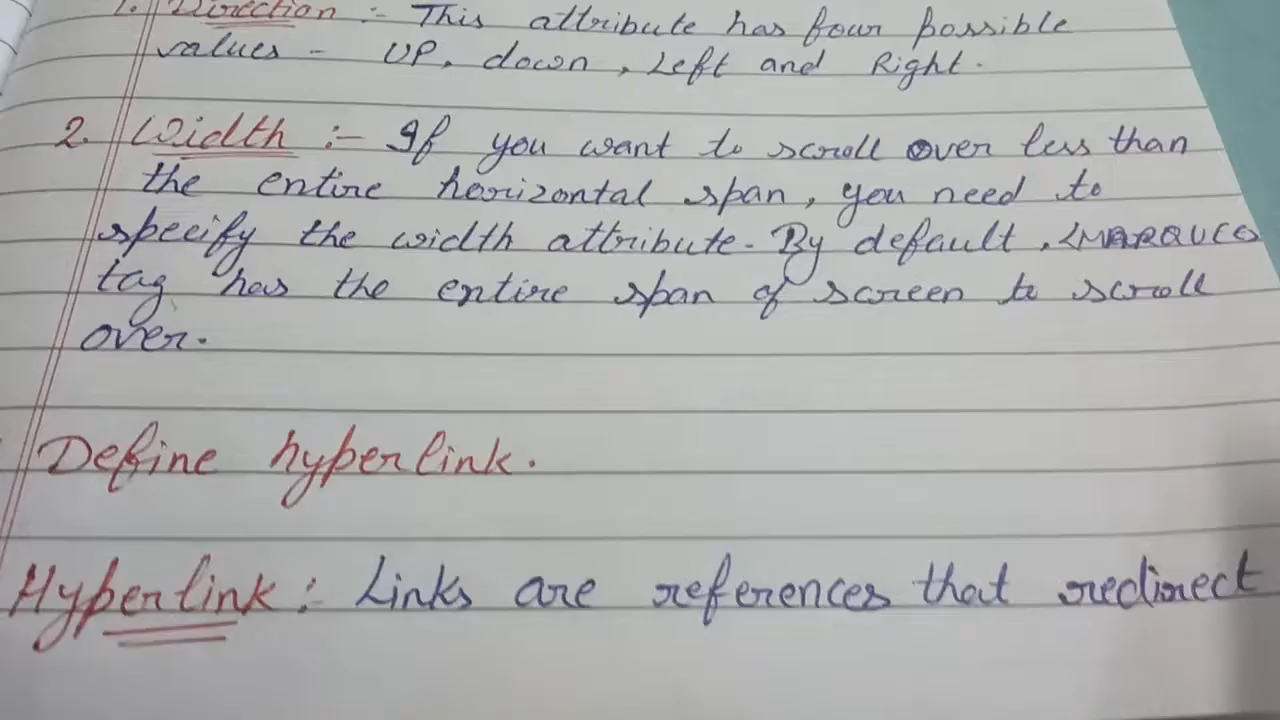 1. Direction :- This attribute has four possible
values - UP, down, Left and Right.
2. Width :- If you want to scroll over less than
the entire horizontal span, you need to
specify the width attribute. By default,
tag has the entire span of screen to scroll
over.
Define hyperlink.
Hyperlink :- Links are references that redirect